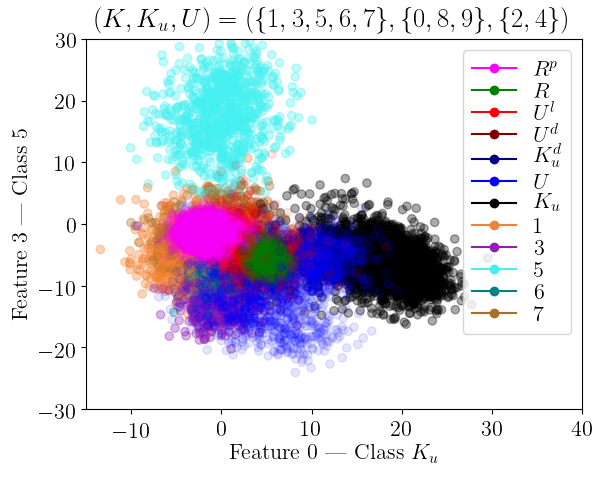 (K, K_u, U) = ({1, 3, 5, 6, 7}, {0, 8, 9}, {2, 4})
30
20
10
0
−10
−20
−30
Feature 3 — Class 5
R^p
R
U^l
U^d
K_u^d
U
K_u
1
3
5
6
7
−10
0
10
20
30
40
Feature 0 — Class K_u